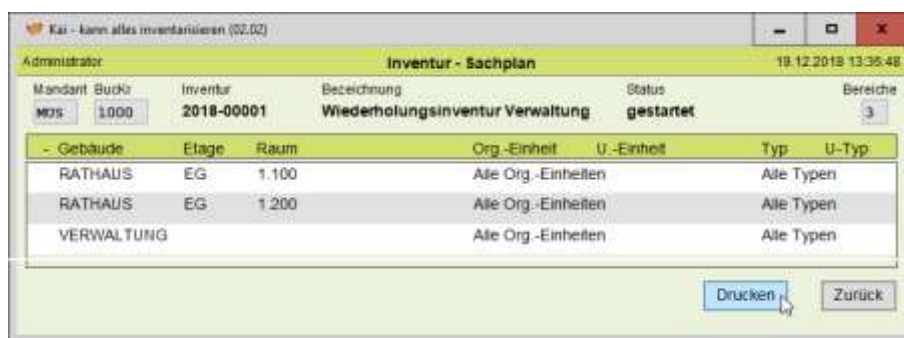 Kai - kann alles inventarisieren (02.02)
Administrator Inventur - Sachplan 19.12.2018 13:36:48
Mandant BucKr Inventur Bezeichnung Status Bereiche
MOS 1000 2018-00001 Wiederholungsinventur Verwaltung gestartet 3
- Gebäude Etage Raum Org.-Einheit U.-Einheit Typ U-Typ
RATHAUS EG 1.100 Alle Org.-Einheiten Alle Typen
RATHAUS EG 1.200 Alle Org.-Einheiten Alle Typen
VERWALTUNG Alle Org.-Einheiten Alle Typen
Drucken Zurück